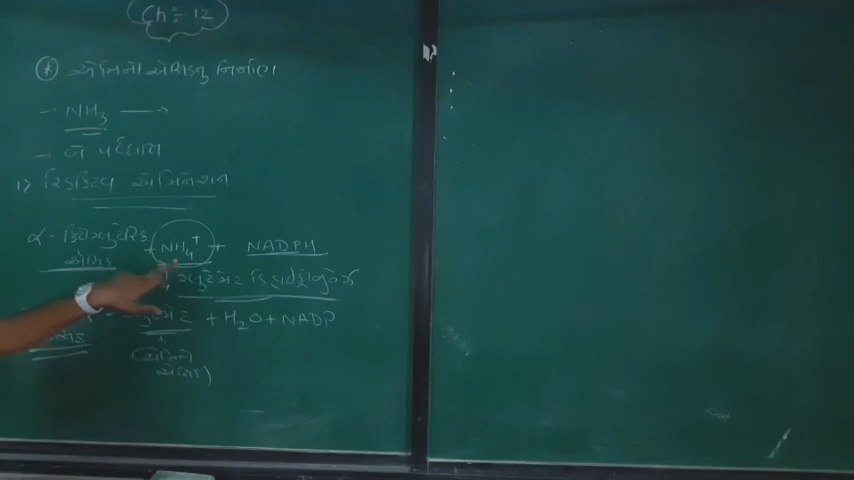 Ch÷ 12
* એમિનો એસિડનું નિર્માણ
- NH3 →
→ બે પદ્ધતિ
1) રિડક્ટિવ એમિનેશન
α - કિટોગ્લુટેરિક + NH4+ + NADPH
એસિડ
ગ્લુટેમેટ ડિહાઈડ્રોજુનેઝ
+ H2O + NADP
(એમિનો
એસિડ)